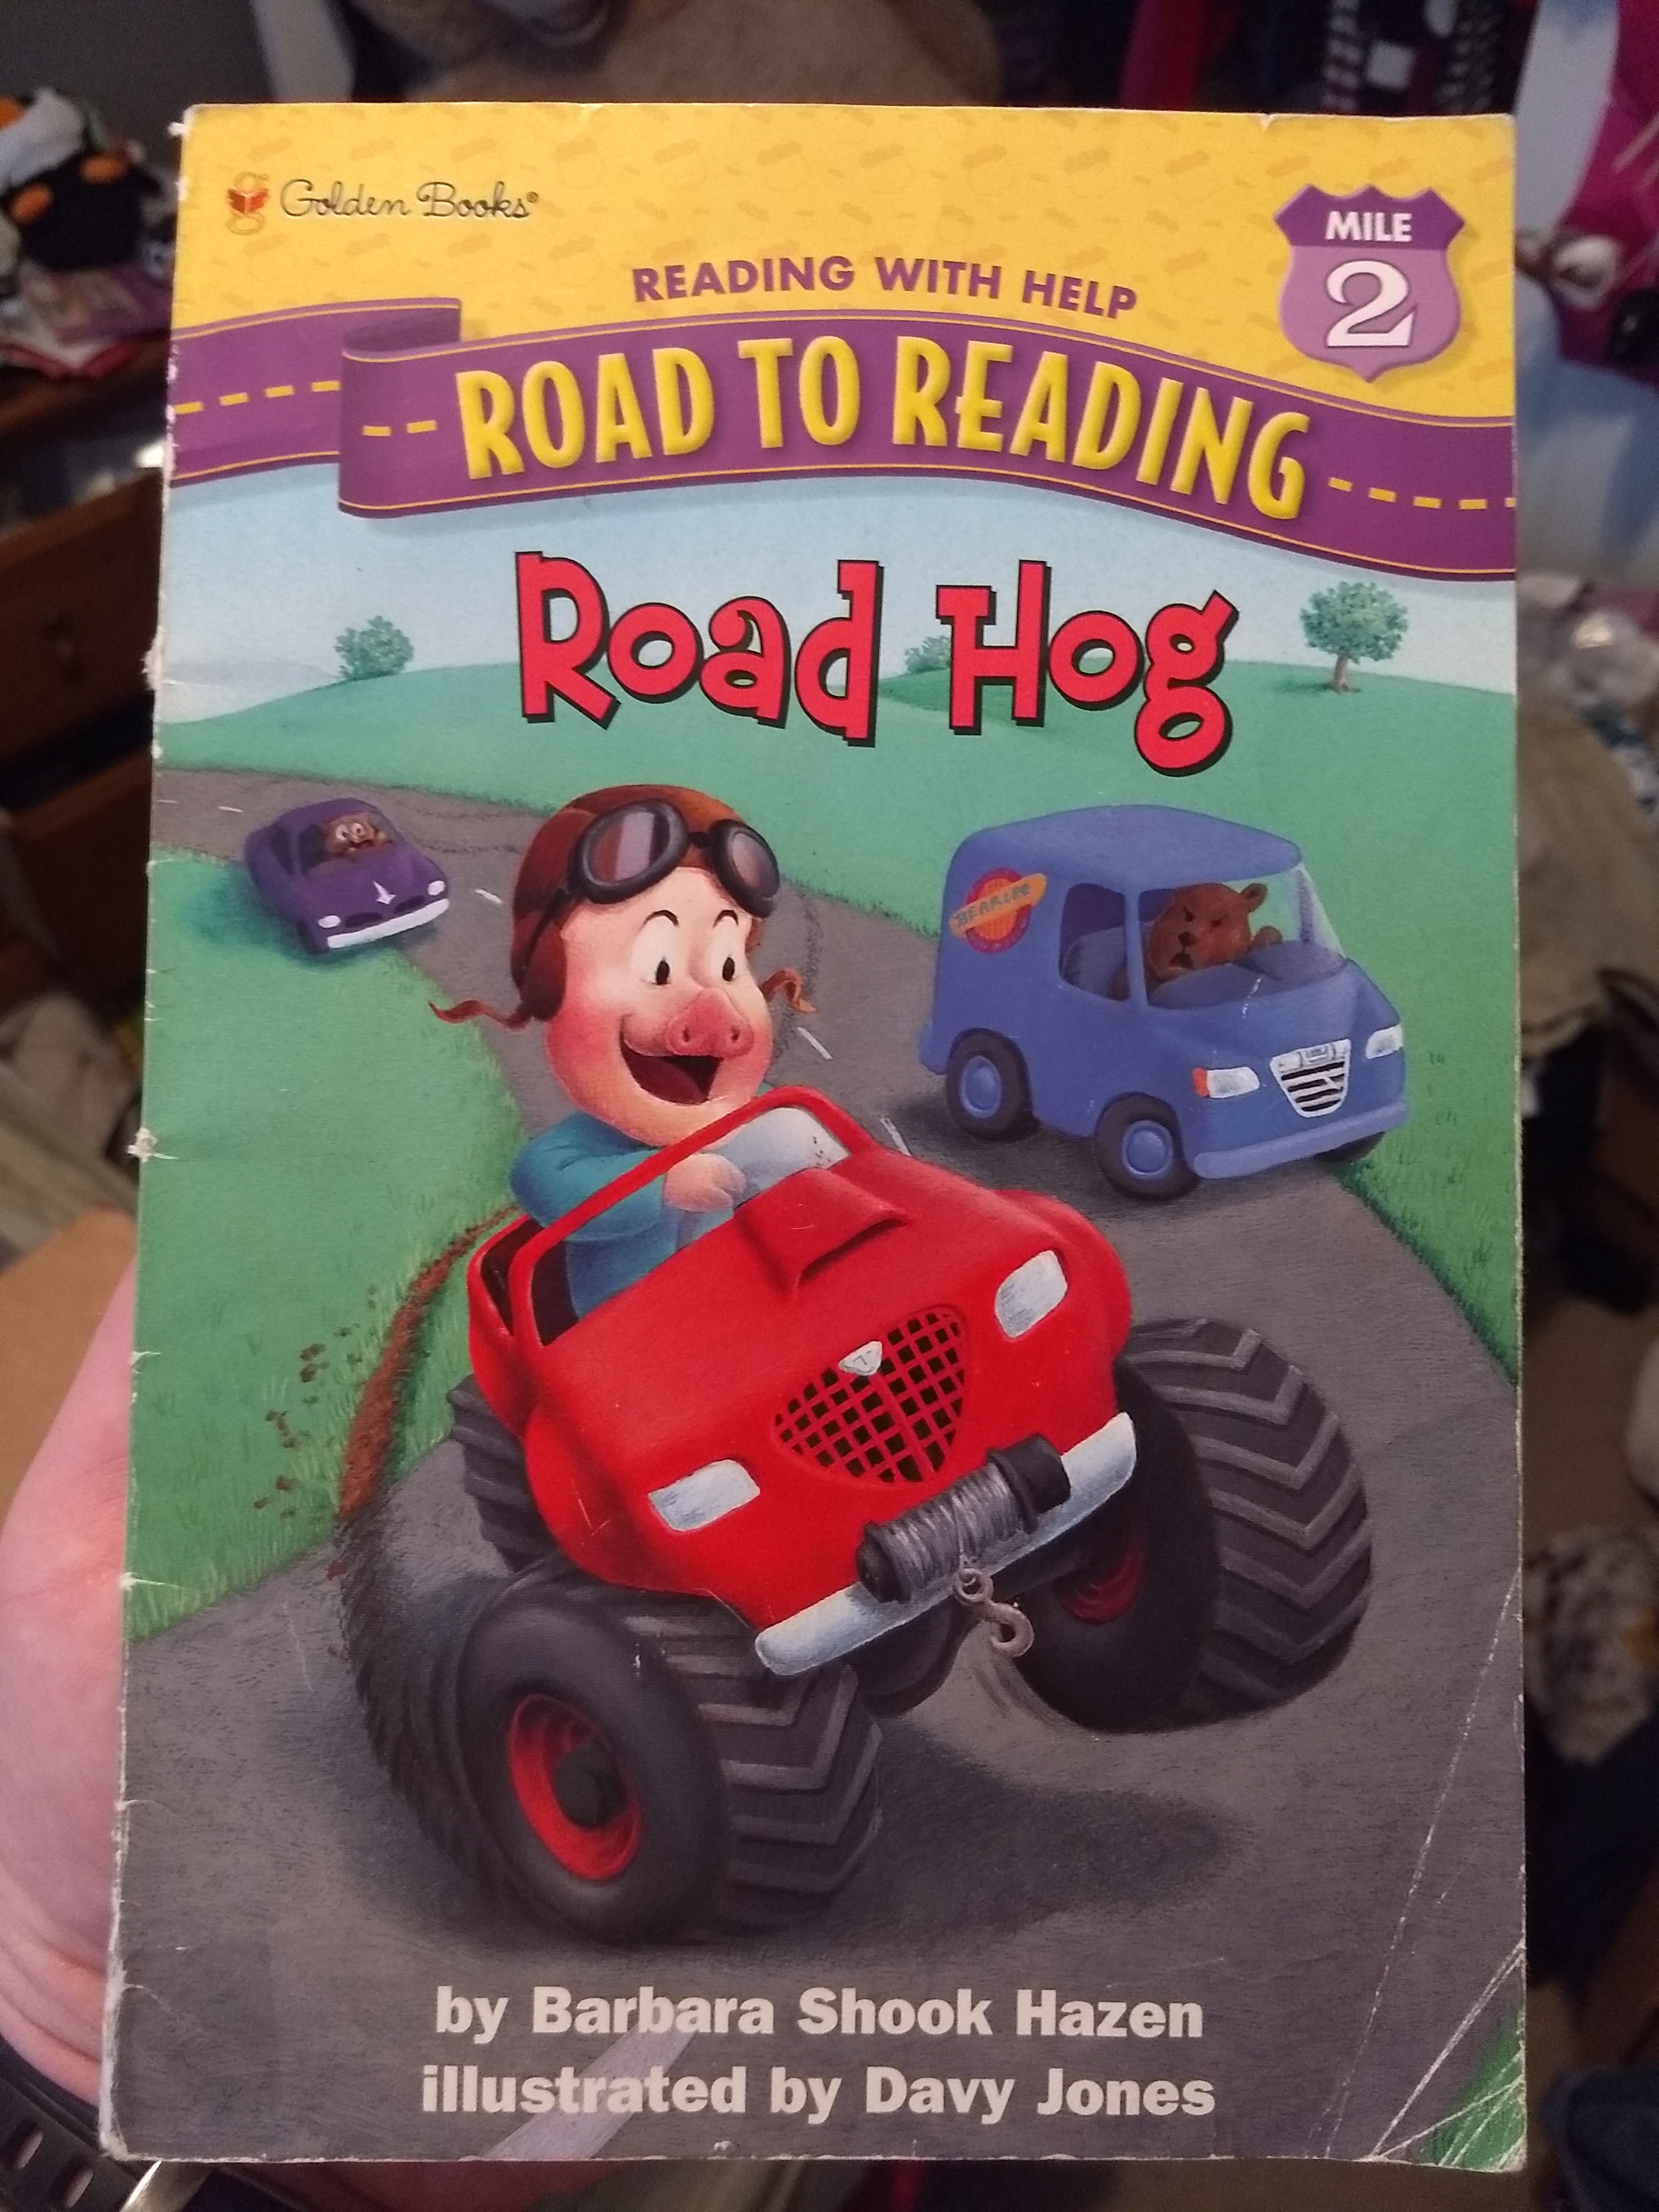 Golden Books®
MILE
2
READING WITH HELP
ROAD TO READING
Road Hog
BEARLEE
by Barbara Shook Hazen
illustrated by Davy Jones